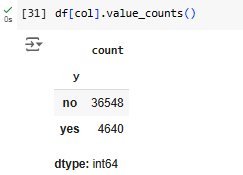 [31] df[col].value_counts()
0s
count
y
no 36548
yes 4640
dtype: int64